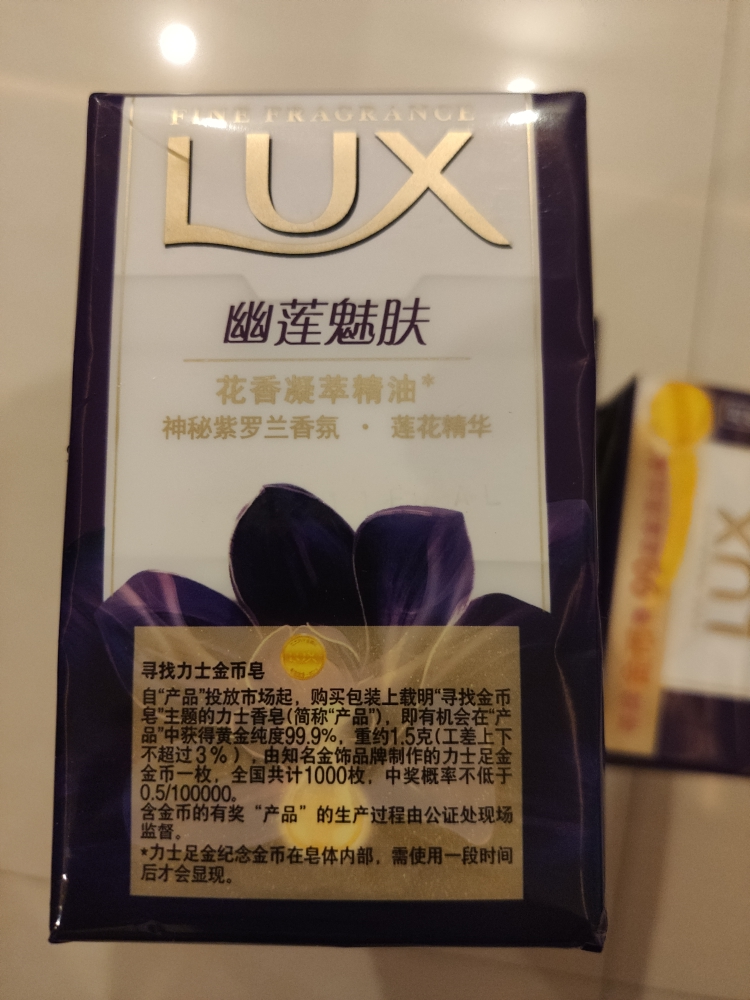 FINE FRAGRANCE
LUX
幽莲魅肤
花香凝萃精油*
神秘紫罗兰香氛 · 莲花精华
寻找力士金币皂
自“产品”投放市场起，购买包装上载明“寻找金币
皂”主题的力士香皂(简称“产品”)，即有机会在“产
品”中获得黄金纯度99.9%，重约1.5克(工差上下
不超过3%)，由知名金饰品牌制作的力士足金
金币一枚，全国共计1000枚，中奖概率不低于
0.5/100000。
含金币的有奖“产品”的生产过程由公证处现场
监督。
*力士足金纪念金币在皂体内部，需使用一段时间
后才会显现。
LUX